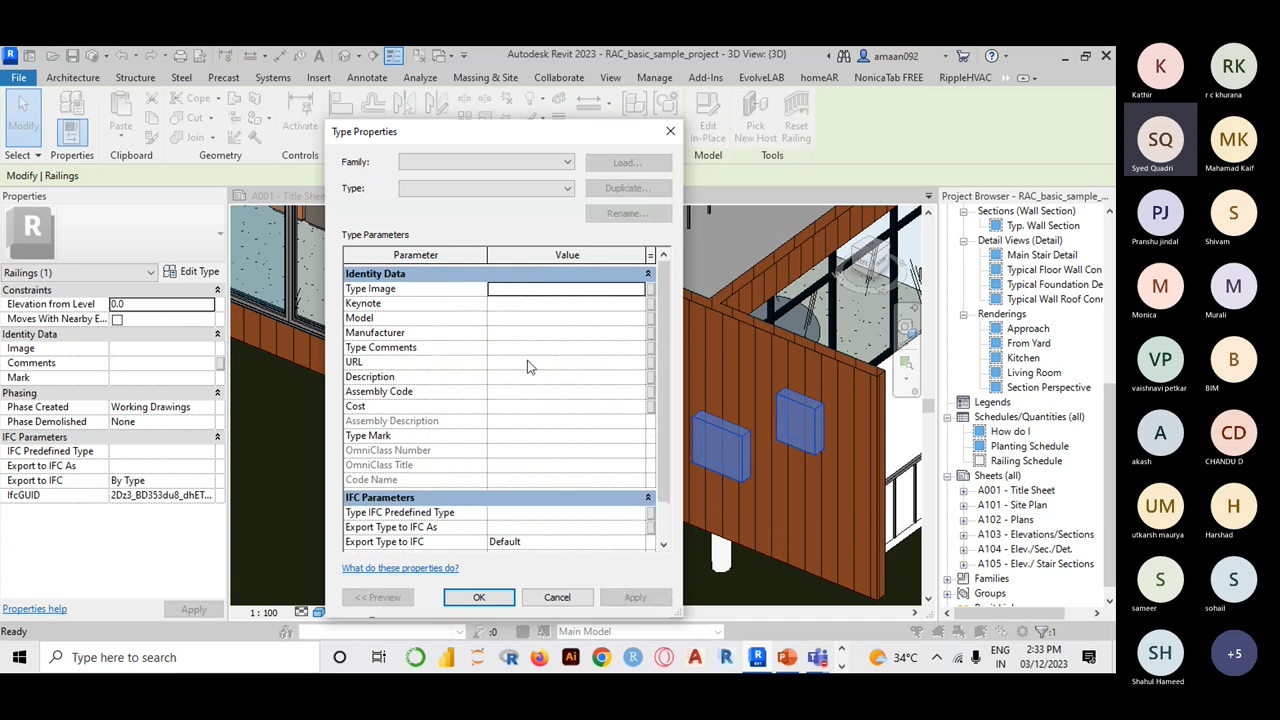 Autodesk Revit 2023 - RAC_basic_sample_project - 3D View: {3D}
amaan092
File Architecture Structure Steel Precast Systems Insert Annotate Analyze Massing & Site Collaborate View Manage Add-Ins EvolveLAB homeAR NonicaTab FREE RippleHVAC
Modify
Paste
Cope
Cut
Join
Activate
Edit In-Place
Pick New Host
Reset Railing
Select Properties Clipboard Geometry Controls Model Tools
Modify | Railings
Properties
R
Railings (1)
Edit Type
Constraints
Elevation from Level 0.0
Moves With Nearby E...
Identity Data
Image
Comments
Mark
Phasing
Phase Created Working Drawings
Phase Demolished None
IFC Parameters
IFC Predefined Type
Export to IFC As
Export to IFC By Type
IfcGUID 2Dz3_BD353du8_dhET...
Properties help
Apply
A001 - Title Shee
Type Properties
Family:
Load...
Type:
Duplicate...
Rename...
Type Parameters
Parameter Value =
Identity Data
Type Image
Keynote
Model
Manufacturer
Type Comments
URL
Description
Assembly Code
Cost
Assembly Description
Type Mark
OmniClass Number
OmniClass Title
Code Name
IFC Parameters
Type IFC Predefined Type
Export Type to IFC As
Export Type to IFC Default
What do these properties do?
<< Preview OK Cancel Apply
Project Browser - RAC_basic_sample_...
Sections (Wall Section)
Typ. Wall Section
Detail Views (Detail)
Main Stair Detail
Typical Floor Wall Con
Typical Foundation De
Typical Wall Roof Conr
Renderings
Approach
From Yard
Kitchen
Living Room
Section Perspective
Legends
Schedules/Quantities (all)
How do I
Planting Schedule
Railing Schedule
Sheets (all)
A001 - Title Sheet
A101 - Site Plan
A102 - Plans
A103 - Elevations/Sections
A104 - Elev./Sec./Det.
A105 - Elev./ Stair Sections
Families
Groups
1 : 100
Ready
:0
Main Model
:1
Type here to search
34°C
ENG
IN
2:33 PM
03/12/2023
K
Kathir
RK
r c khurana
SQ
Syed Quadri
MK
Mahamad Kaif
PJ
Pranshu jindal
S
Shivam
M
Monica
M
Murali
VP
vaishnavi petkar
B
BIM
A
akash
CD
CHANDU D
UM
utkarsh maurya
H
Harshad
S
sameer
S
sohail
SH
Shahul Hameed
+5